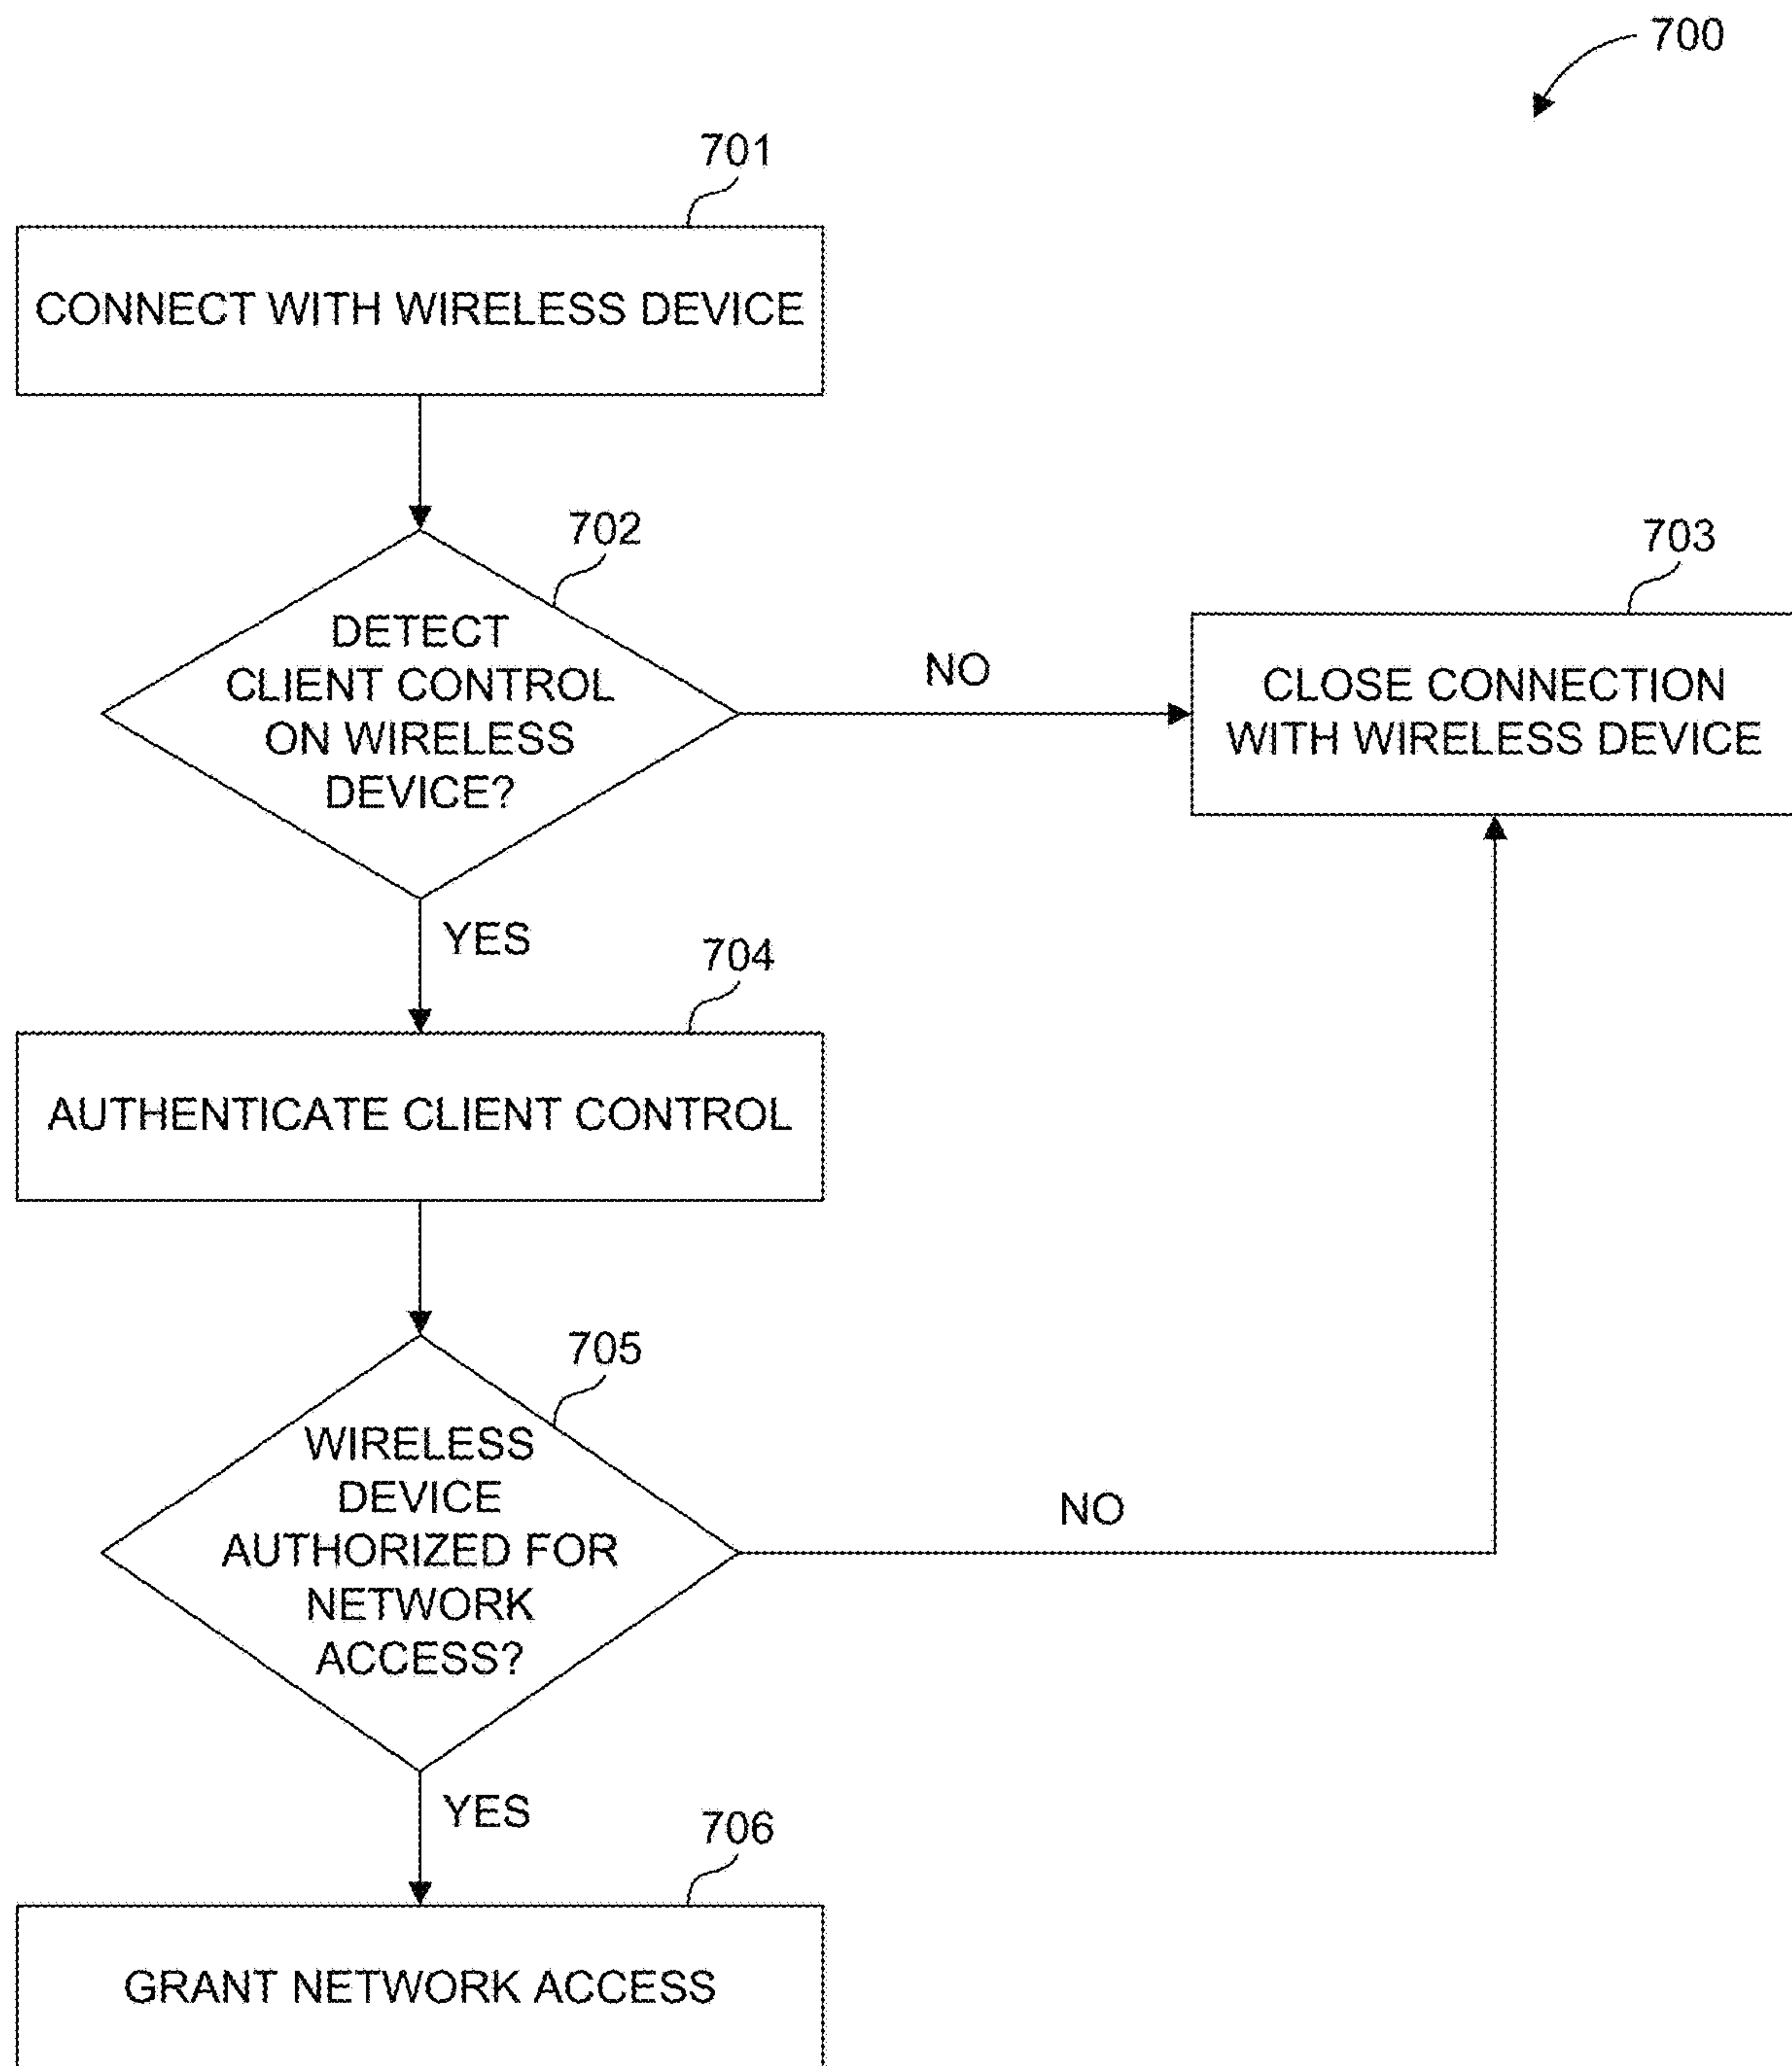 700
701
CONNECT WITH WIRELESS DEVICE
702
DETECT
CLIENT CONTROL
ON WIRELESS
DEVICE?
NO
703
CLOSE CONNECTION
WITH WIRELESS DEVICE
YES
704
AUTHENTICATE CLIENT CONTROL
705
WIRELESS
DEVICE
AUTHORIZED FOR
NETWORK
ACCESS?
NO
YES
706
GRANT NETWORK ACCESS